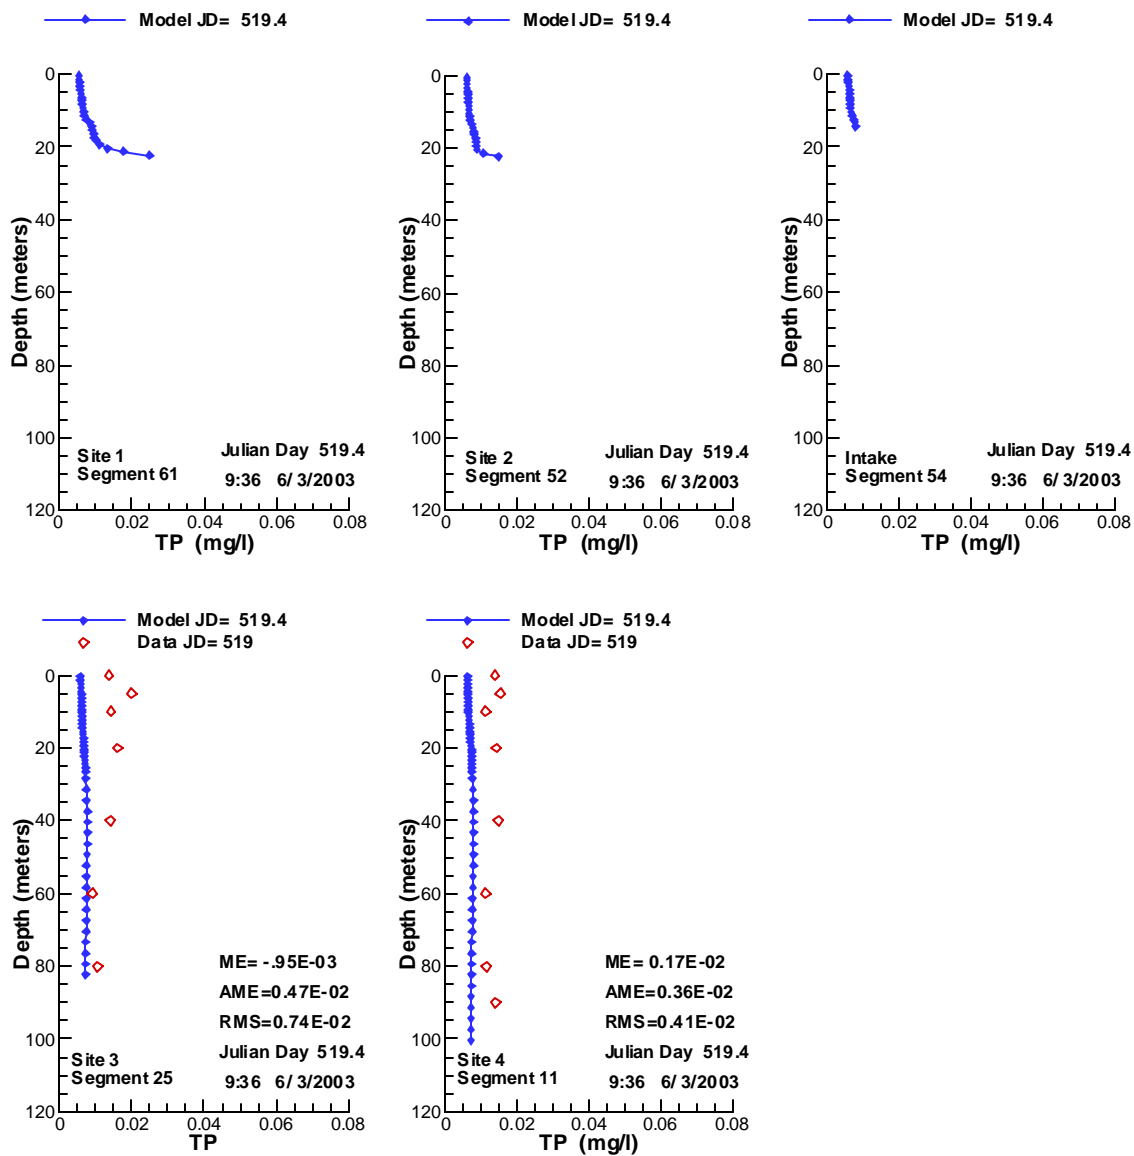 Model JD= 519.4
0
20
40
60
80
100
120
Depth (meters)
Site 1
Segment 61
Julian Day 519.4
9:36 6/ 3/2003
0 0.02 0.04 0.06 0.08
TP (mg/l)
Model JD= 519.4
0
20
40
60
80
100
120
Depth (meters)
Site 2
Segment 52
Julian Day 519.4
9:36 6/ 3/2003
0 0.02 0.04 0.06 0.08
TP (mg/l)
Model JD= 519.4
0
20
40
60
80
100
120
Depth (meters)
Intake
Segment 54
Julian Day 519.4
9:36 6/ 3/2003
0 0.02 0.04 0.06 0.08
TP (mg/l)
Model JD= 519.4
Data JD= 519
0
20
40
60
80
100
120
Depth (meters)
ME= -.95E-03
AME=0.47E-02
RMS=0.74E-02
Site 3
Segment 25
Julian Day 519.4
9:36 6/ 3/2003
0 0.02 0.04 0.06 0.08
TP
Model JD= 519.4
Data JD= 519
0
20
40
60
80
100
120
Depth (meters)
ME= 0.17E-02
AME=0.36E-02
RMS=0.41E-02
Site 4
Segment 11
Julian Day 519.4
9:36 6/ 3/2003
0 0.02 0.04 0.06 0.08
TP (mg/l)